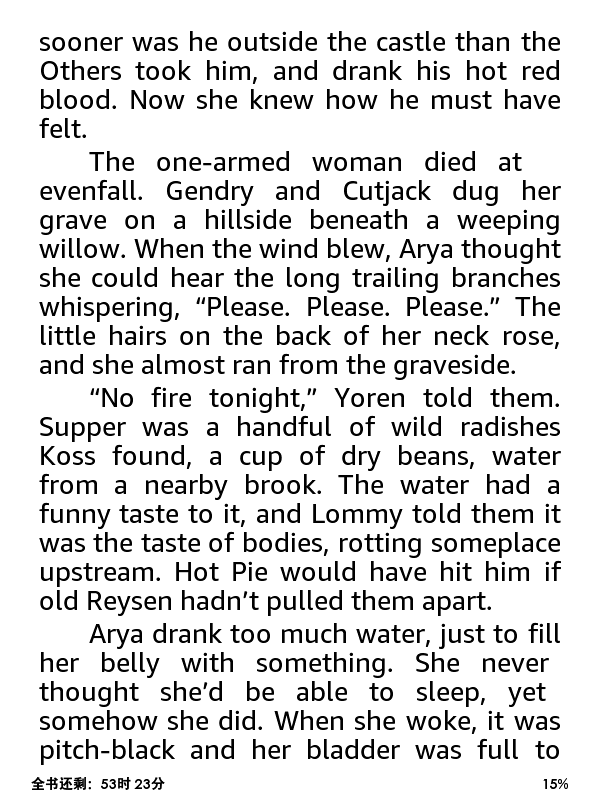 sooner was he outside the castle than the
Others took him, and drank his hot red
blood. Now she knew how he must have
felt.
The one-armed woman died at
evenfall. Gendry and Cutjack dug her
grave on a hillside beneath a weeping
willow. When the wind blew, Arya thought
she could hear the long trailing branches
whispering, “Please. Please. Please.” The
little hairs on the back of her neck rose,
and she almost ran from the graveside.
“No fire tonight,” Yoren told them.
Supper was a handful of wild radishes
Koss found, a cup of dry beans, water
from a nearby brook. The water had a
funny taste to it, and Lommy told them it
was the taste of bodies, rotting someplace
upstream. Hot Pie would have hit him if
old Reysen hadn’t pulled them apart.
Arya drank too much water, just to fill
her belly with something. She never
thought she’d be able to sleep, yet
somehow she did. When she woke, it was
pitch-black and her bladder was full to
全书还剩：53时 23分
15%